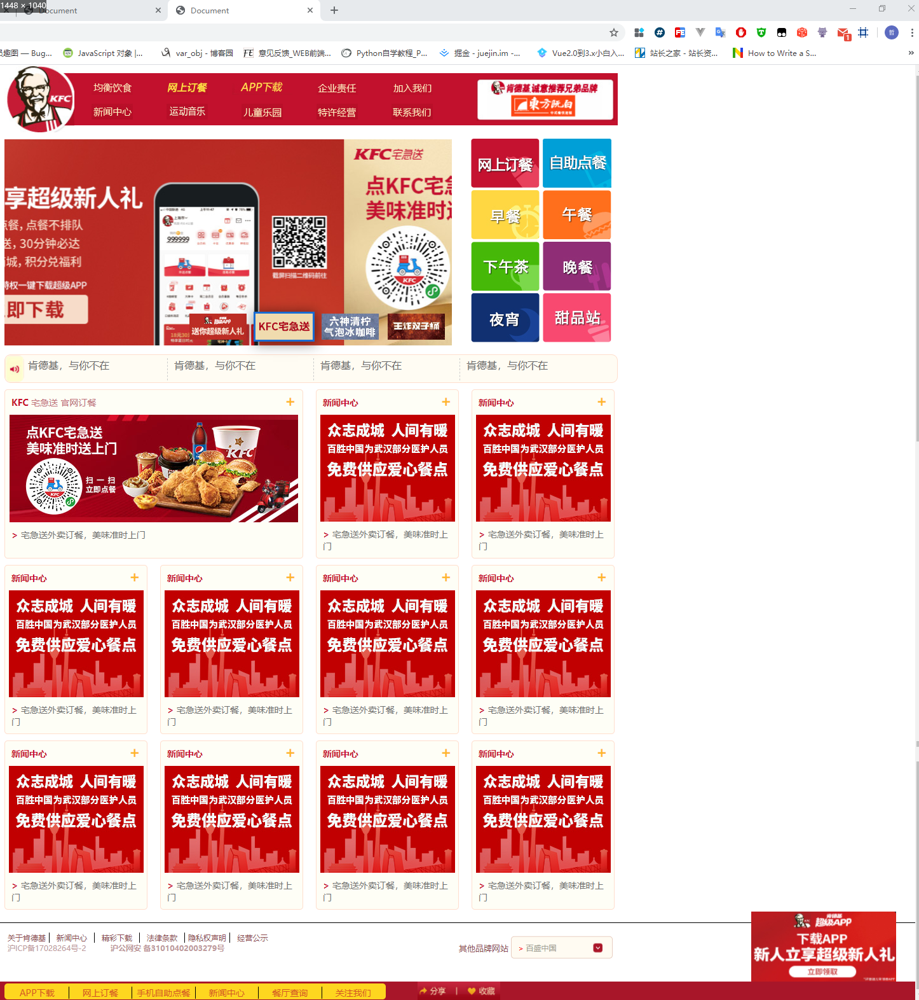 1448 × 1040
Document
Document
员趣图 — Bug...
JavaScript 对象 |...
var_obj - 博客园
意见反馈_WEB前端...
Python自学教程_P...
掘金 - juejin.im -...
Vue2.0到3.x小白入...
站长之家 - 站长资...
How to Write a S...
»
KFC
均衡饮食
网上订餐
APP下载
企业责任
加入我们
新闻中心
运动音乐
儿童乐园
特许经营
联系我们
肯德基,诚意推荐兄弟品牌
東方既白
享超级新人礼
点餐, 点餐不排队
送, 30分钟必达
商城, 积分兑福利
特权一键下载超级APP
立即下载
上午11:47
999999
截屏扫描二维码前往
KFC宅急送
点KFC宅急
美味准时送
KFC
送你超级新人礼
KFC宅急送
六神清柠
气泡冰咖啡
王炸双子桶
网上订餐
自助点餐
早餐
午餐
下午茶
晚餐
夜宵
甜品站
肯德基，与你不在
肯德基，与你不在
肯德基，与你不在
肯德基，与你不在
KFC 宅急送 官网订餐 +
点KFC宅急送
美味准时送上门
扫 一 扫
立即点餐
KFC
> 宅急送外卖订餐，美味准时上门
新闻中心 +
众志成城 人间有暖
百胜中国为武汉部分医护人员
免费供应爱心餐点
> 宅急送外卖订餐，美味准时上
门
新闻中心 +
众志成城 人间有暖
百胜中国为武汉部分医护人员
免费供应爱心餐点
> 宅急送外卖订餐，美味准时上
门
新闻中心 +
众志成城 人间有暖
百胜中国为武汉部分医护人员
免费供应爱心餐点
> 宅急送外卖订餐，美味准时上
门
新闻中心 +
众志成城 人间有暖
百胜中国为武汉部分医护人员
免费供应爱心餐点
> 宅急送外卖订餐，美味准时上
门
新闻中心 +
众志成城 人间有暖
百胜中国为武汉部分医护人员
免费供应爱心餐点
> 宅急送外卖订餐，美味准时上
门
新闻中心 +
众志成城 人间有暖
百胜中国为武汉部分医护人员
免费供应爱心餐点
> 宅急送外卖订餐，美味准时上
门
新闻中心 +
众志成城 人间有暖
百胜中国为武汉部分医护人员
免费供应爱心餐点
> 宅急送外卖订餐，美味准时上
门
新闻中心 +
众志成城 人间有暖
百胜中国为武汉部分医护人员
免费供应爱心餐点
> 宅急送外卖订餐，美味准时上
门
新闻中心 +
众志成城 人间有暖
百胜中国为武汉部分医护人员
免费供应爱心餐点
> 宅急送外卖订餐，美味准时上
门
新闻中心 +
众志成城 人间有暖
百胜中国为武汉部分医护人员
免费供应爱心餐点
> 宅急送外卖订餐，美味准时上
门
关于肯德基 | 新闻中心 | 精彩下载 | 法律条款 | 隐私权声明 | 经营公示
沪ICP备17028264号-2 沪公网安 备31010402003279号
其他品牌网站
> 百盛中国
肯德基
超级APP
下载APP
新人立享超级新人礼
立即领取
APP下载 | 网上订餐 | 手机自助点餐 | 新闻中心 | 餐厅查询 | 关注我们
分享 | 收藏